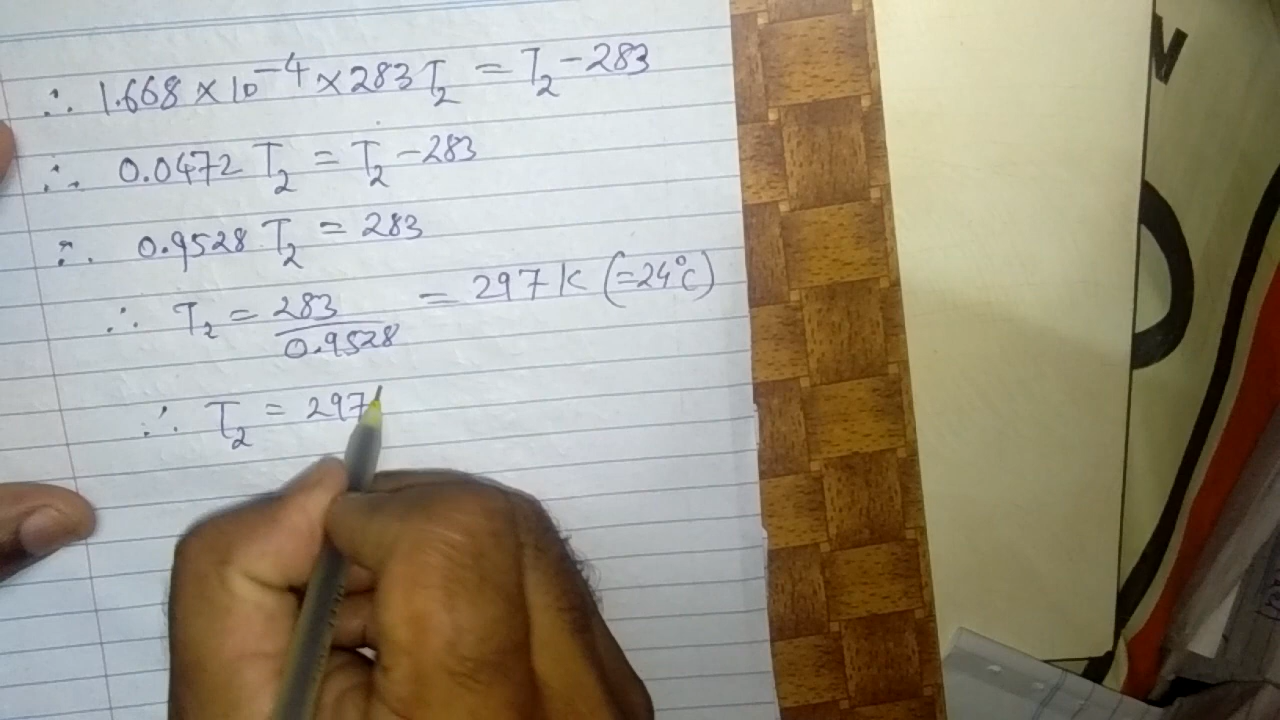 ∴ 1.668 × 10⁻⁴ × 283 T₂ = T₂ - 283
∴ 0.0472 T₂ = T₂ - 283
∴ 0.9528 T₂ = 283
∴ T₂ = 283/0.9528 = 297 K (=24°C)
∴ T₂ = 297